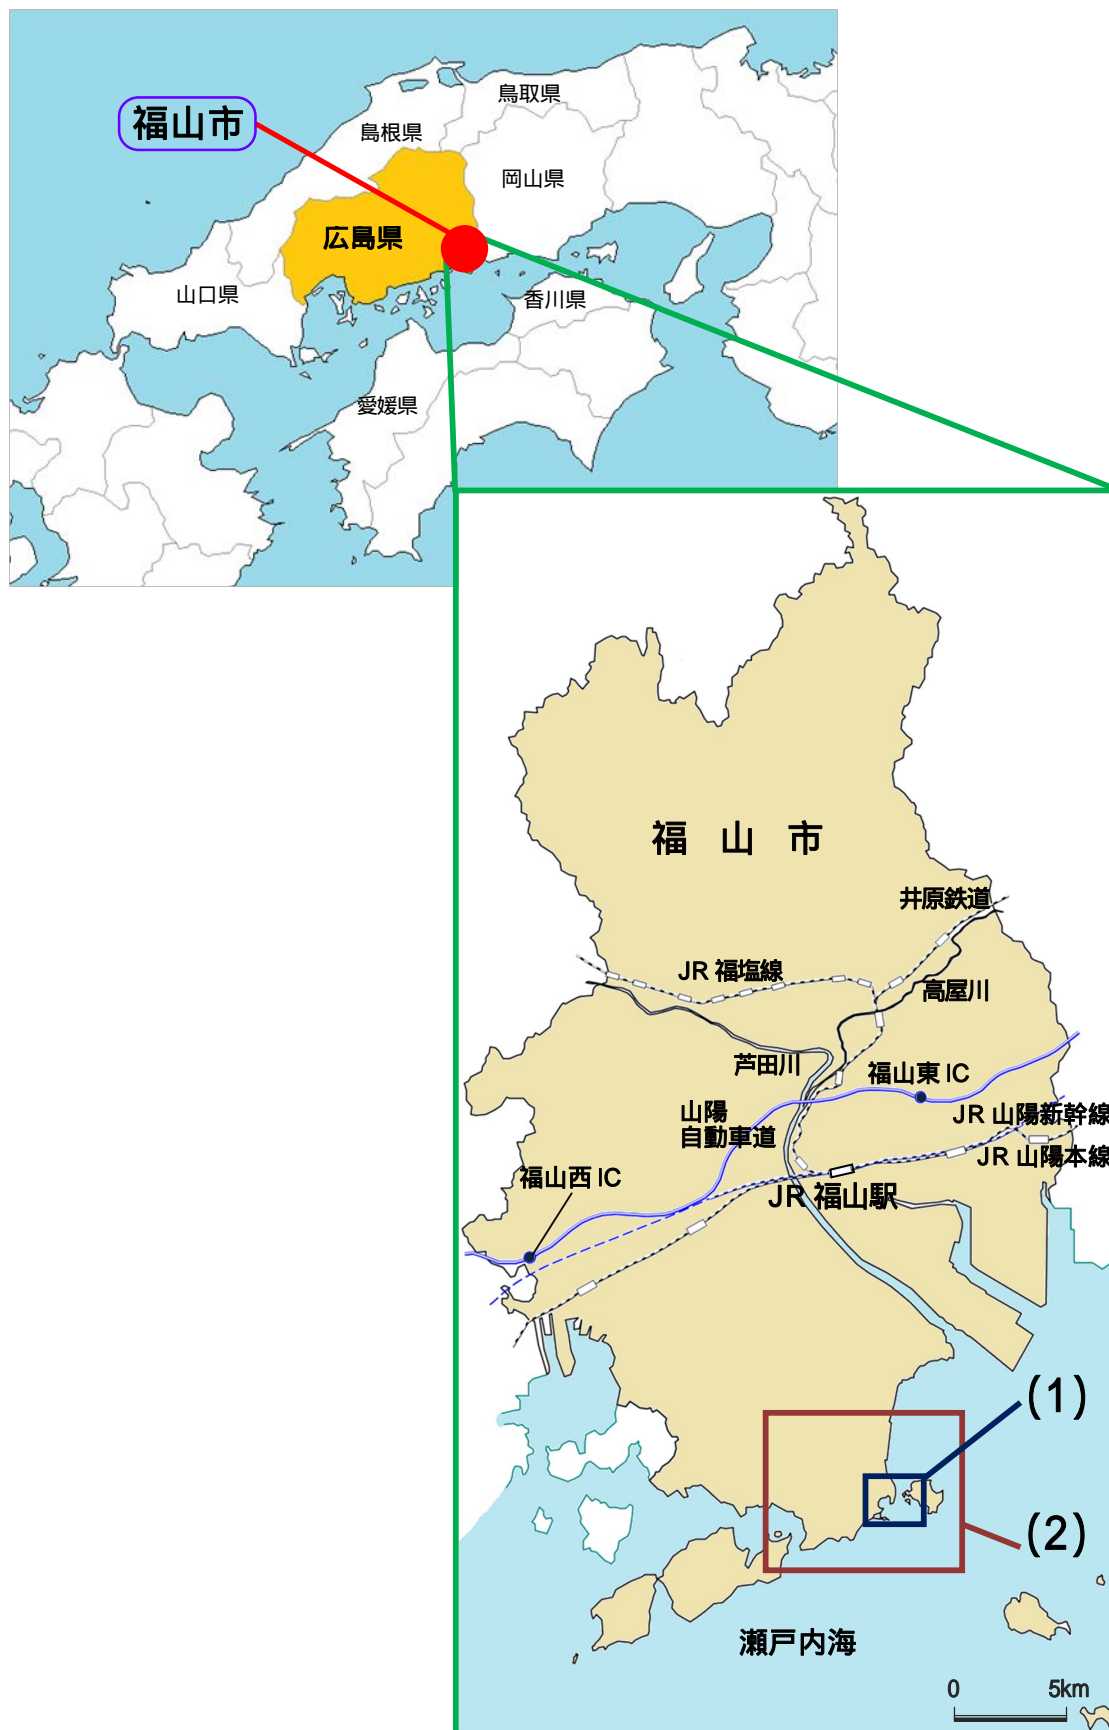 鳥取県
福山市
島根県
岡山県
広島県
山口県
香川県
愛媛県
福 山 市
井原鉄道
JR 福塩線
高屋川
芦田川
福山東 IC
山陽
自動車道
JR 山陽新幹線
JR 山陽本線
福山西 IC
JR 福山駅
(1)
(2)
瀬戸内海
0 5km